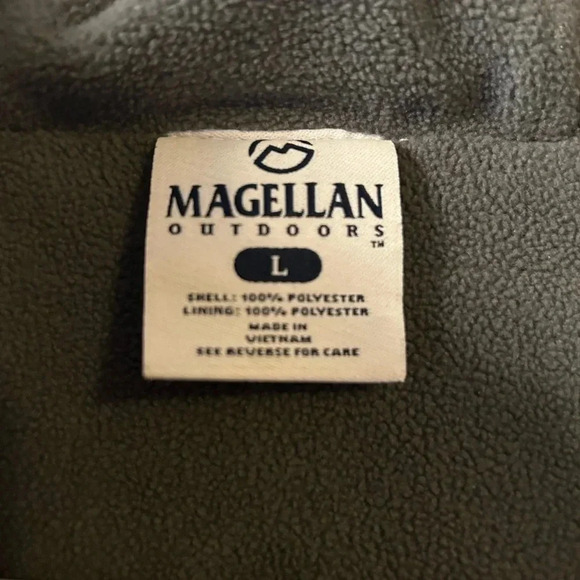 MAGELLAN
OUTDOORS
TM
L
SHELL: 100% POLYESTER
LINING: 100% POLYESTER
MADE IN
VIETNAM
SEE REVERSE FOR CARE